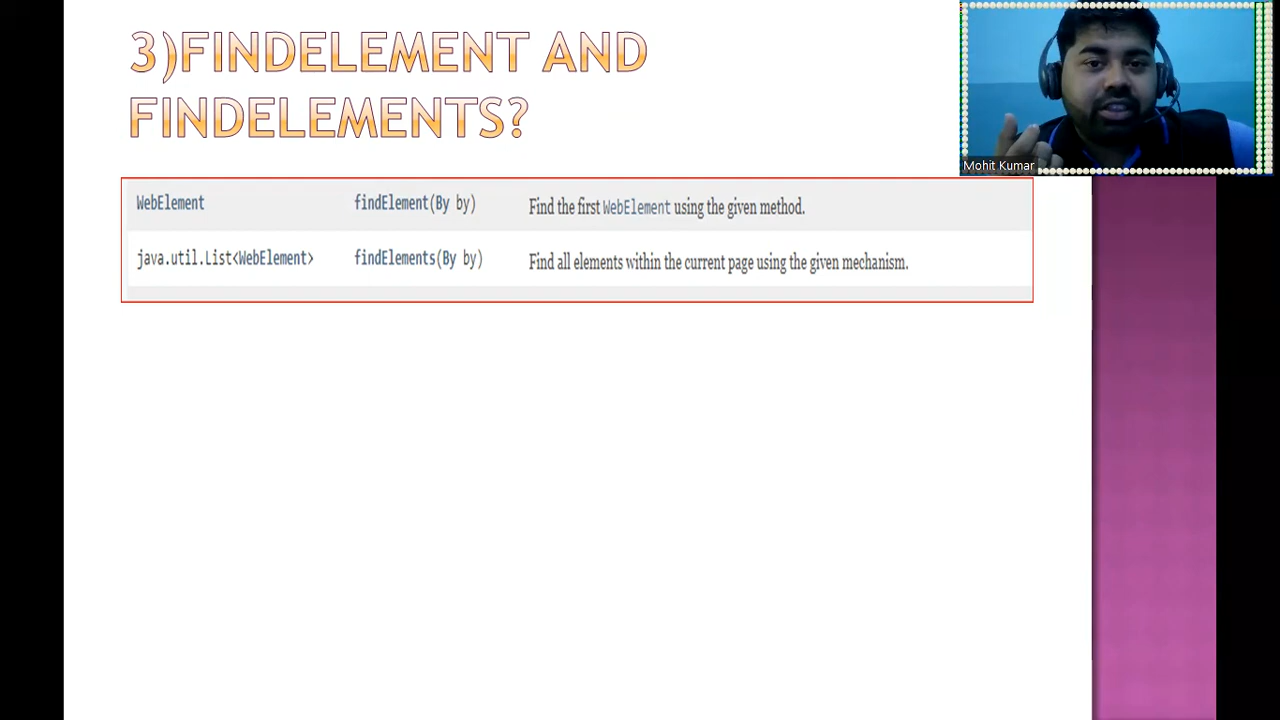 3)FINDELEMENT AND
FINDELEMENTS?
Mohit Kumar
WebElement findElement(By by) Find the first WebElement using the given method.
java.util.List<WebElement> findElements(By by) Find all elements within the current page using the given mechanism.